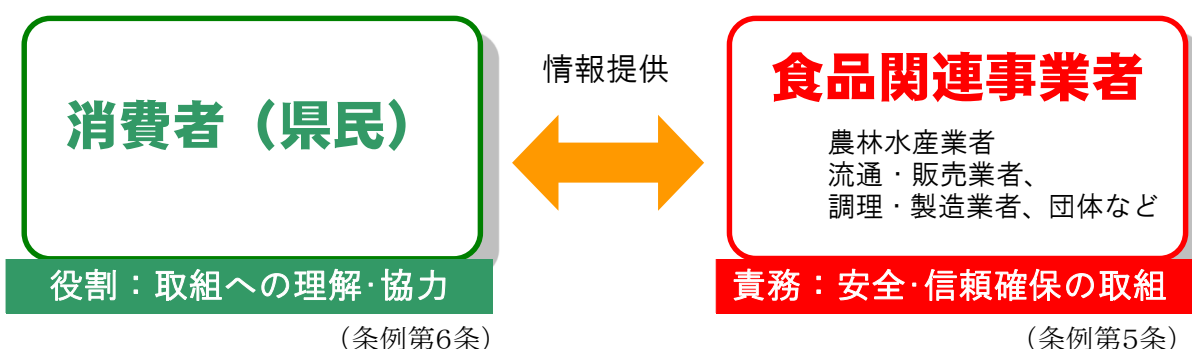 消費者（県民）
役割：取組への理解･協力
（条例第6条）
情報提供
食品関連事業者
農林水産業者
流通・販売業者、
調理・製造業者、団体など
責務：安全･信頼確保の取組
（条例第5条）